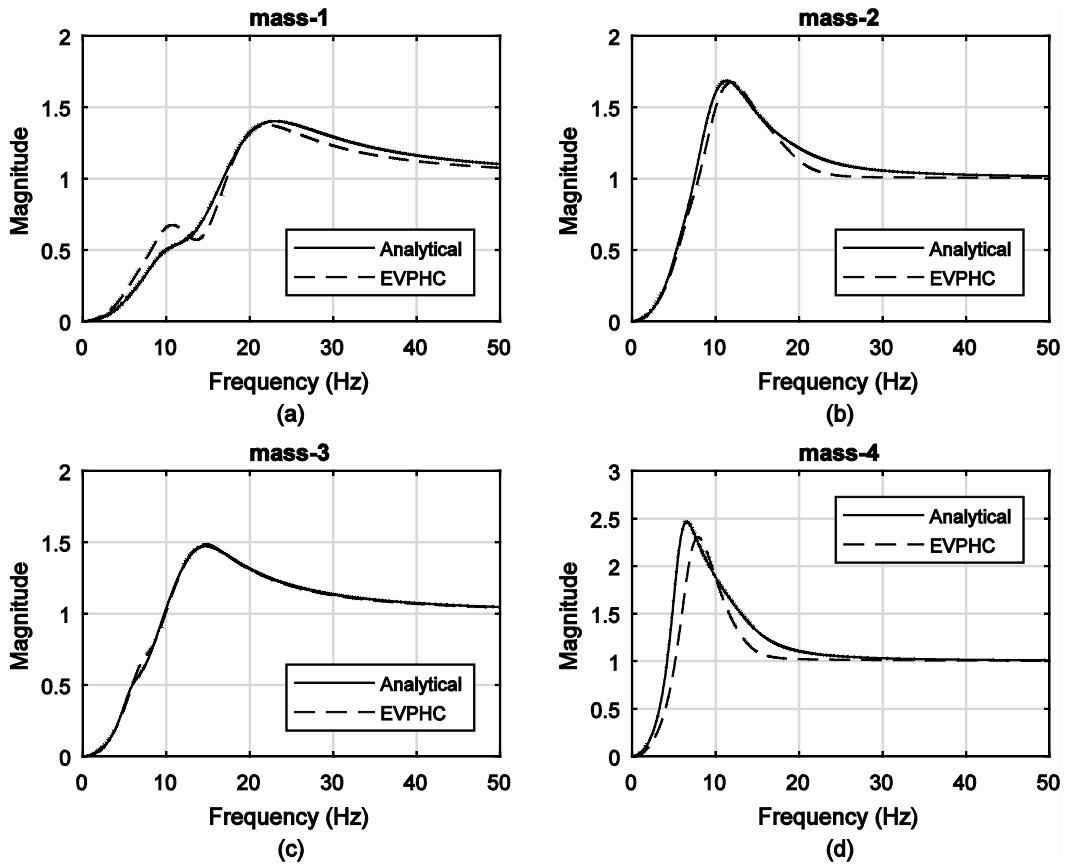 mass-1
2
1.5
1
0.5
0
Magnitude
Analytical
EVPHC
0 10 20 30 40 50
Frequency (Hz)
(a)
mass-2
2
1.5
1
0.5
0
Magnitude
Analytical
EVPHC
0 10 20 30 40 50
Frequency (Hz)
(b)
mass-3
2
1.5
1
0.5
0
Magnitude
Analytical
EVPHC
0 10 20 30 40 50
Frequency (Hz)
(c)
mass-4
3
2.5
2
1.5
1
0.5
0
Magnitude
Analytical
EVPHC
0 10 20 30 40 50
Frequency (Hz)
(d)